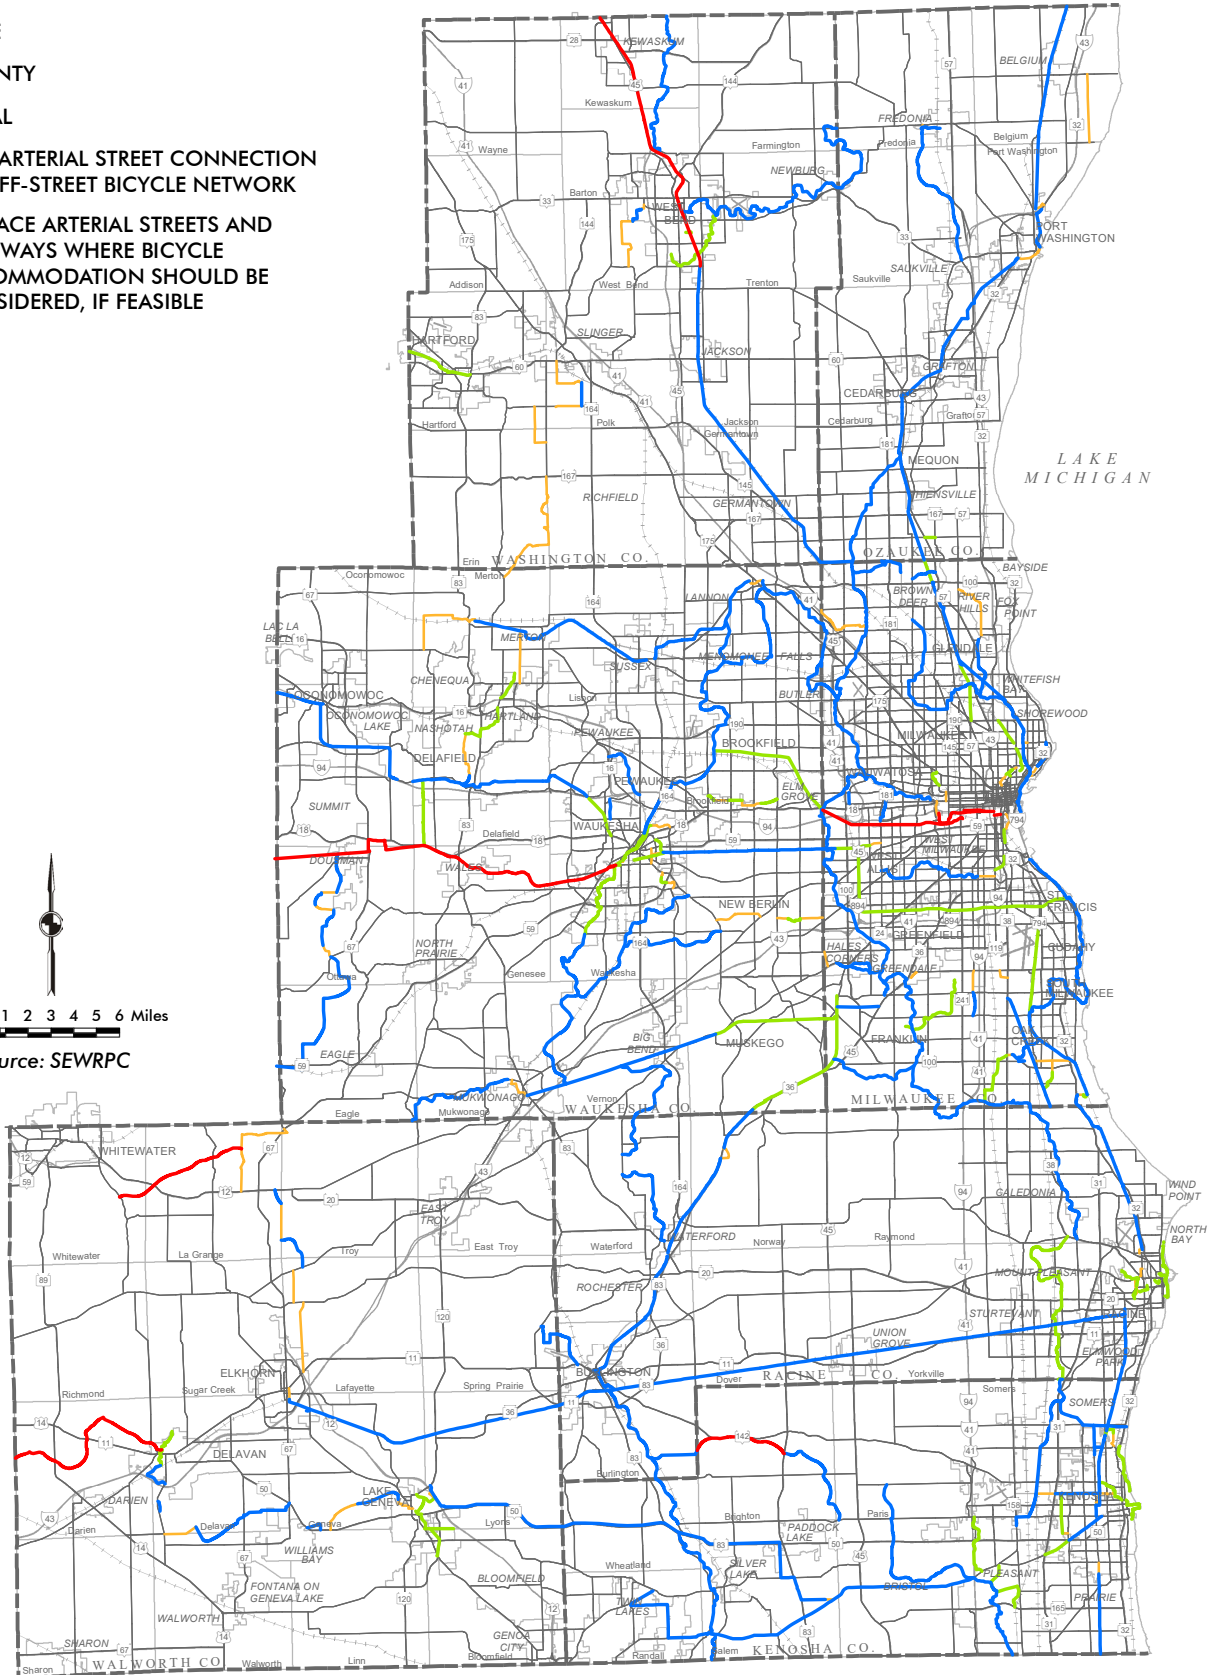 NTY
AL
ARTERIAL STREET CONNECTION
FF-STREET BICYCLE NETWORK
ACE ARTERIAL STREETS AND
WAYS WHERE BICYCLE
OMMODATION SHOULD BE
SIDERED, IF FEASIBLE
1 2 3 4 5 6 Miles
urce: SEWRPC
LAKE
MICHIGAN
KEWASKUM
Kewaskum
Wayne
Barton
Farmington
NEWBURG
FREDONIA
Fredonia
BELGIUM
Belgium
Port Washington
PORT
WASHINGTON
WEST
BEND
Addison
West Bend
Trenton
Saukville
SAUKVILLE
HARTFORD
SLINGER
JACKSON
GRAFTON
CEDARBURG
Hartford
Polk
Jackson
Germantown
Cedarburg
Grafton
MEQUON
RICHFIELD
GERMANTOWN
THIENSVILLE
Erin
WASHINGTON CO.
OZAUKEE CO.
Oconomowoc
Merton
BAYSIDE
LANNON
BROWN
DEER
RIVER
HILLS
FOX
POINT
LAC LA
BELLE
MERTON
SUSSEX
MENOMONEE FALLS
GLENDALE
CHENEQUA
Lisbon
BUTLER
WHITEFISH
BAY
OCONOMOWOC
OCONOMOWOC
LAKE
NASHOTAH
HARTLAND
PEWAUKEE
SHOREWOOD
BROOKFIELD
MILWAUKEE
DELAFIELD
PEWAUKEE
WAUWATOSA
SUMMIT
ELM
GROVE
Brookfield
Delafield
WAUKESHA
WEST
MILWAUKEE
WEST
ALLIS
DOUSMAN
WALES
NEW BERLIN
ST.
FRANCIS
GREENFIELD
NORTH
PRAIRIE
HALES
CORNERS
GREENDALE
CUDAHY
Ottawa
Genesee
Waukesha
SOUTH
MILWAUKEE
EAGLE
BIG
BEND
MUSKEGO
FRANKLIN
OAK
CREEK
MUKWONAGO
Eagle
Mukwonago
Vernon
WAUKESHA CO.
MILWAUKEE CO.
WHITEWATER
EAST
TROY
CALEDONIA
WIND
POINT
NORTH
BAY
Whitewater
La Grange
Troy
East Troy
Waterford
WATERFORD
Norway
Raymond
ROCHESTER
MOUNT PLEASANT
STURTEVANT
RACINE
UNION
GROVE
ELMWOOD
PARK
ELKHORN
BURLINGTON
Richmond
Sugar Creek
Lafayette
Spring Prairie
Dover
RACINE CO.
Yorkville
Somers
SOMERS
DELAVAN
Burlington
DARIEN
LAKE
GENEVA
KENOSHA
Darien
Delavan
Geneva
Lyons
Brighton
Paris
PADDOCK
LAKE
WILLIAMS
BAY
Wheatland
SILVER
LAKE
BLOOMFIELD
FONTANA ON
GENEVA LAKE
TWIN
LAKES
BRISTOL
PLEASANT
PRAIRIE
WALWORTH
GENOA
CITY
SHARON
Sharon
WALWORTH CO.
Walworth
Linn
Bloomfield
Randall
Salem
KENOSHA CO.